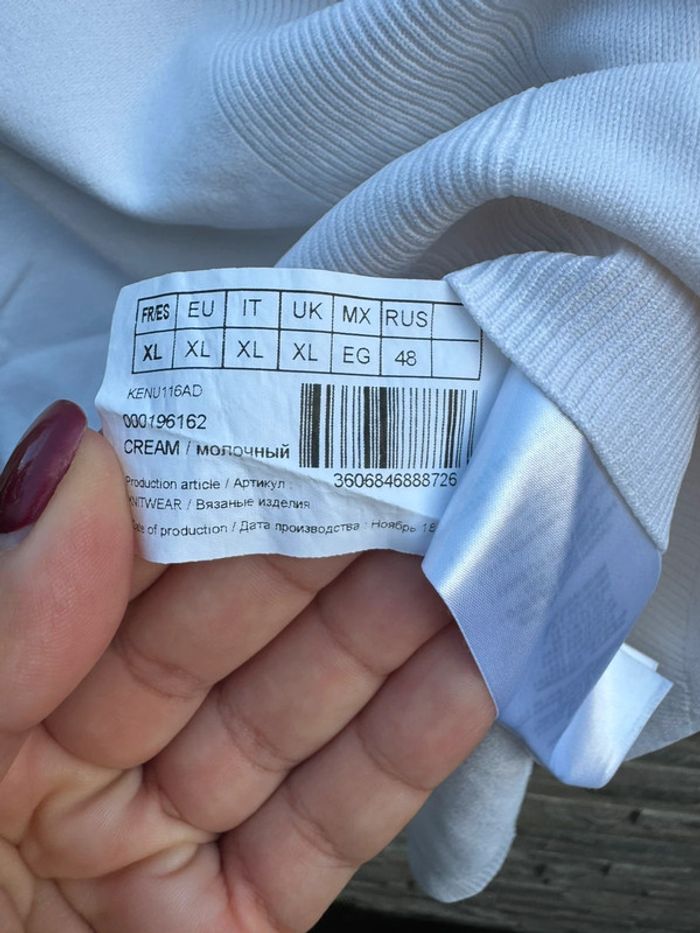 FR/ES EU IT UK MX RUS
XL XL XL XL EG 48
KENU116AD
000196162
CREAM / молочный
3606846888726
Production article / Артикул :
KNITWEAR / Вязаные изделия
Date of production / Дата производства : Ноябрь 18